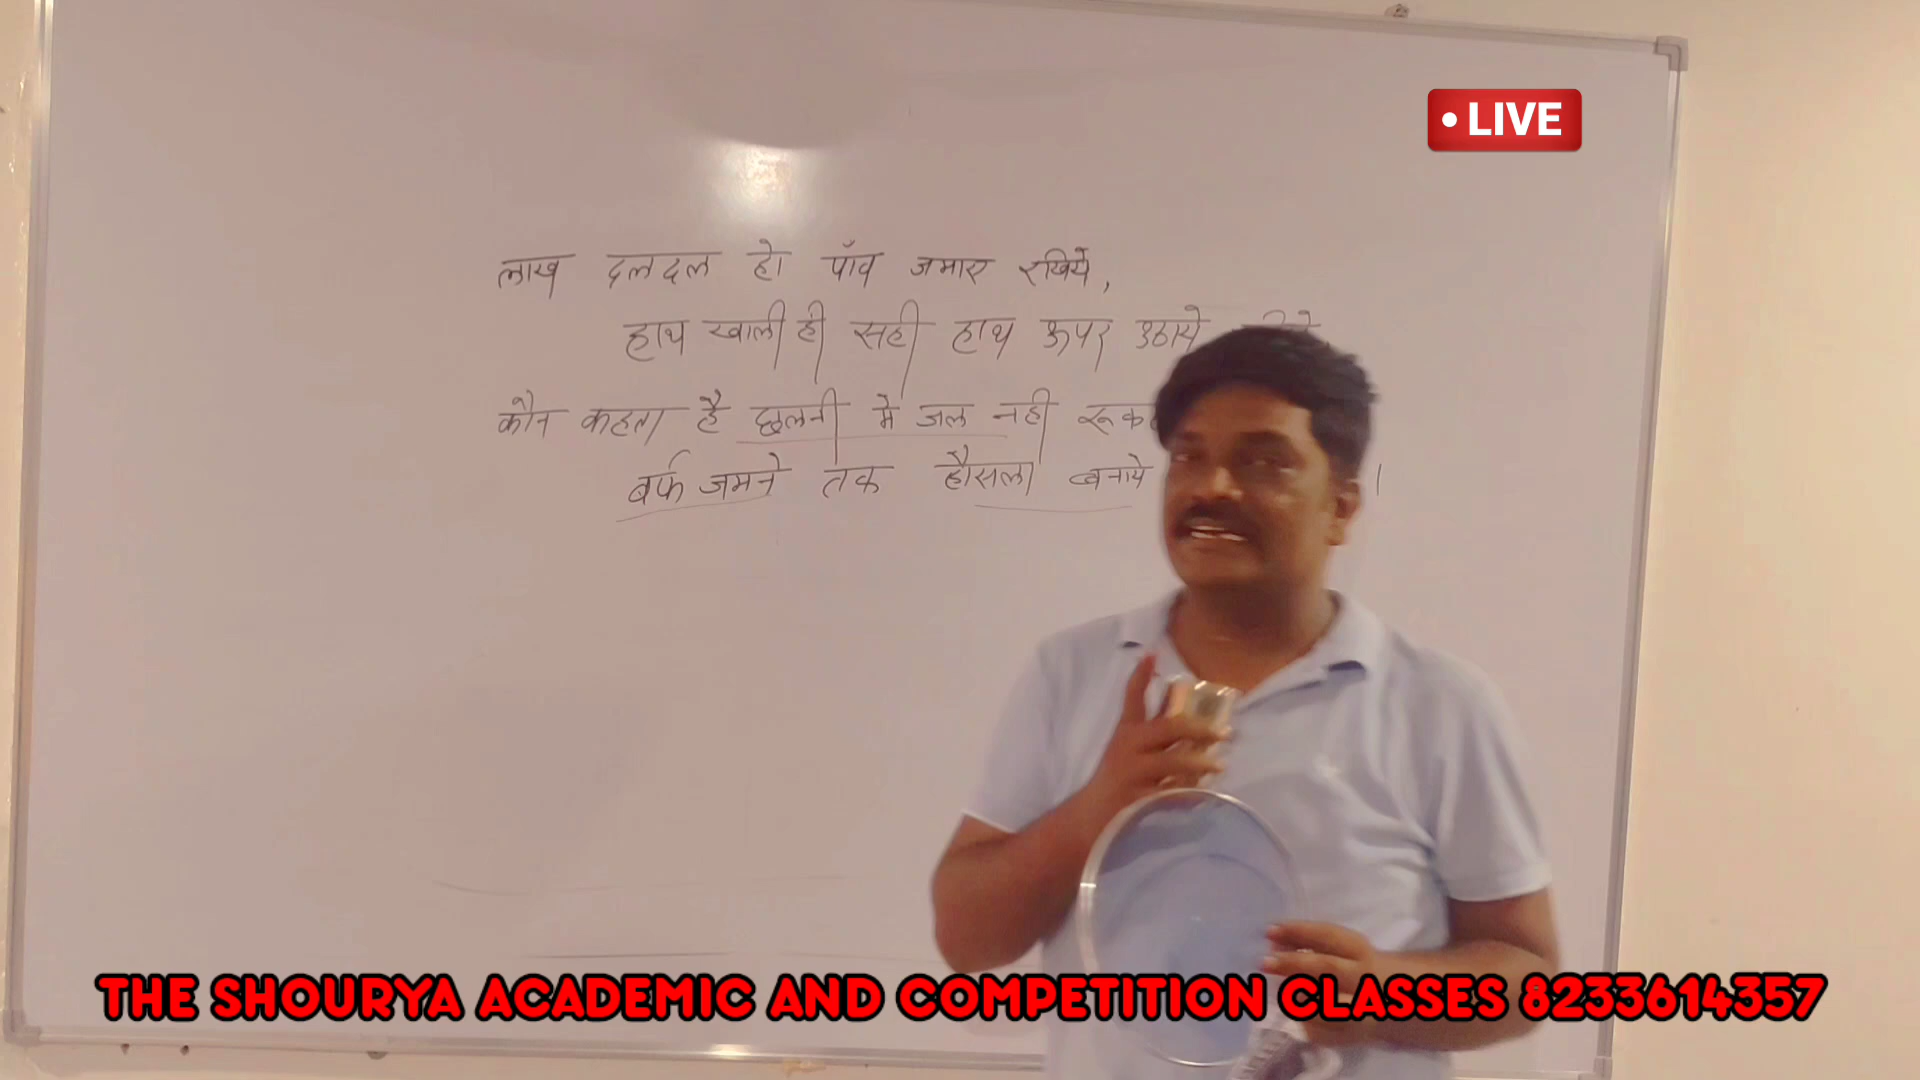 • LIVE
लाख दलदल हो पाँव जमाए रखिये,
हाथ खाली ही सही हाथ ऊपर उठाये
कौन कहता है छलनी में जल नही
बर्फ जमने तक हौसला बनाये ।
THE SHOURYA ACADEMIC AND COMPETITION CLASSES 8233614357